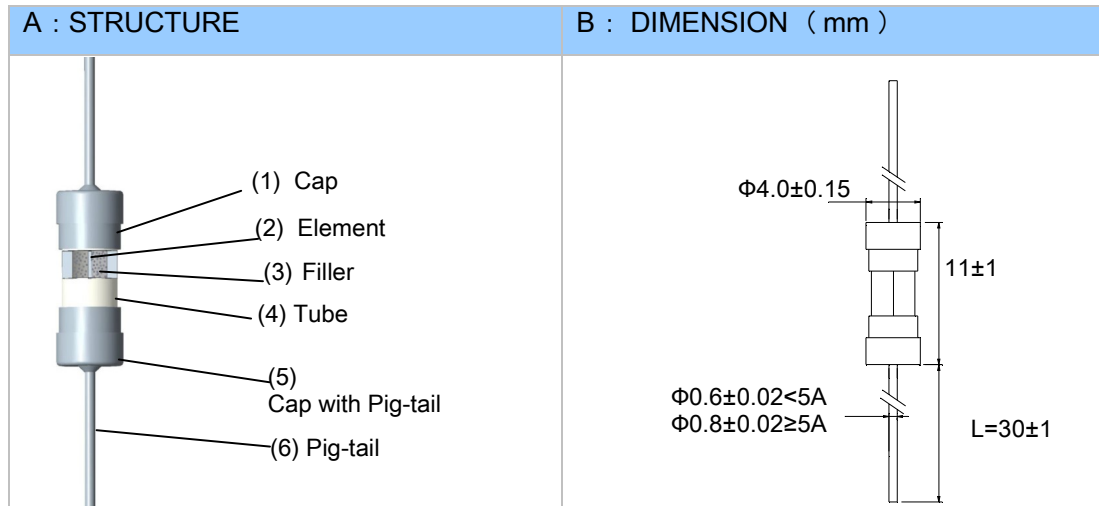 A : STRUCTURE
B : DIMENSION （mm）
(1) Cap
(2) Element
(3) Filler
(4) Tube
(5)
Cap with Pig-tail
(6) Pig-tail
Φ4.0±0.15
11±1
Φ0.6±0.02<5A
Φ0.8±0.02≥5A
L=30±1